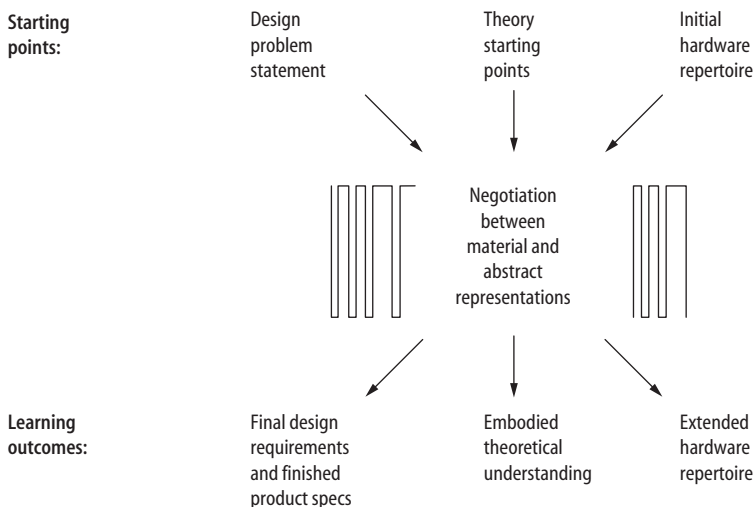 Starting
points:
Design
problem
statement
Theory
starting
points
Initial
hardware
repertoire
Negotiation
between
material and
abstract
representations
Learning
outcomes:
Final design
requirements
and finished
product specs
Embodied
theoretical
understanding
Extended
hardware
repertoire